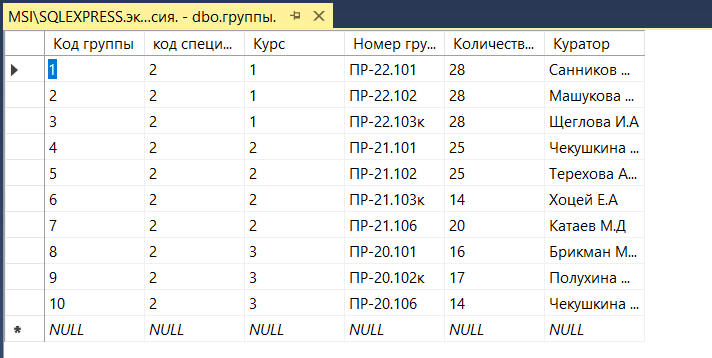 MSI\SQLEXPRESS.эк...сия. - dbo.группы.
Код группы код специ... Курс Номер гру... Количеств... Куратор
1 2 1 ПР-22.101 28 Санников ...
2 2 1 ПР-22.102 28 Машукова ...
3 2 1 ПР-22.103к 28 Щеглова И.А
4 2 2 ПР-21.101 25 Чекушкина ...
5 2 2 ПР-21.102 25 Терехова А...
6 2 2 ПР-21.103к 14 Хоцей Е.А
7 2 2 ПР-21.106 20 Катаев М.Д
8 2 3 ПР-20.101 16 Брикман М...
9 2 3 ПР-20.102к 17 Полухина ...
10 2 3 ПР-20.106 14 Чекушкина ...
NULL NULL NULL NULL NULL NULL